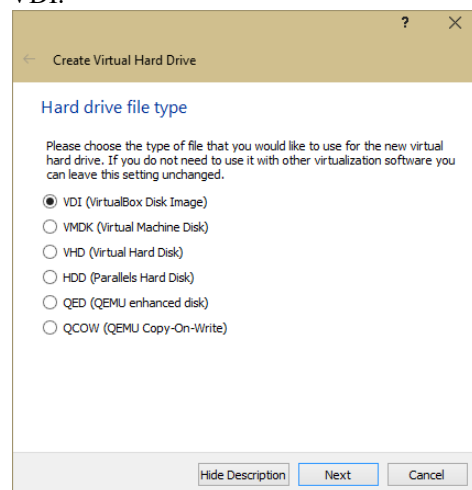 VDI.
?
Create Virtual Hard Drive
Hard drive file type
Please choose the type of file that you would like to use for the new virtual
hard drive. If you do not need to use it with other virtualization software you
can leave this setting unchanged.
VDI (VirtualBox Disk Image)
VMDK (Virtual Machine Disk)
VHD (Virtual Hard Disk)
HDD (Parallels Hard Disk)
QED (QEMU enhanced disk)
QCOW (QEMU Copy-On-Write)
Hide Description Next Cancel